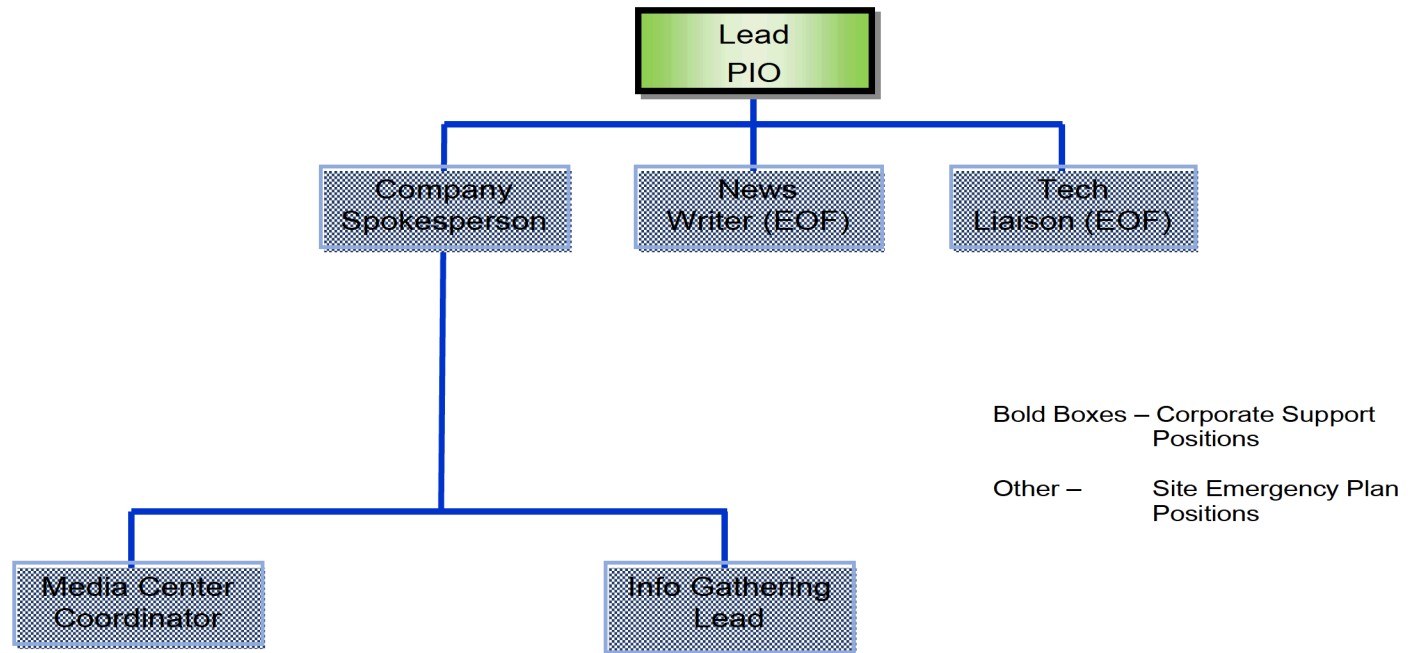 Lead
PIO
Company
Spokesperson
News
Writer (EOF)
Tech
Liaison (EOF)
Bold Boxes – Corporate Support
Positions
Other – Site Emergency Plan
Positions
Media Center
Coordinator
Info Gathering
Lead